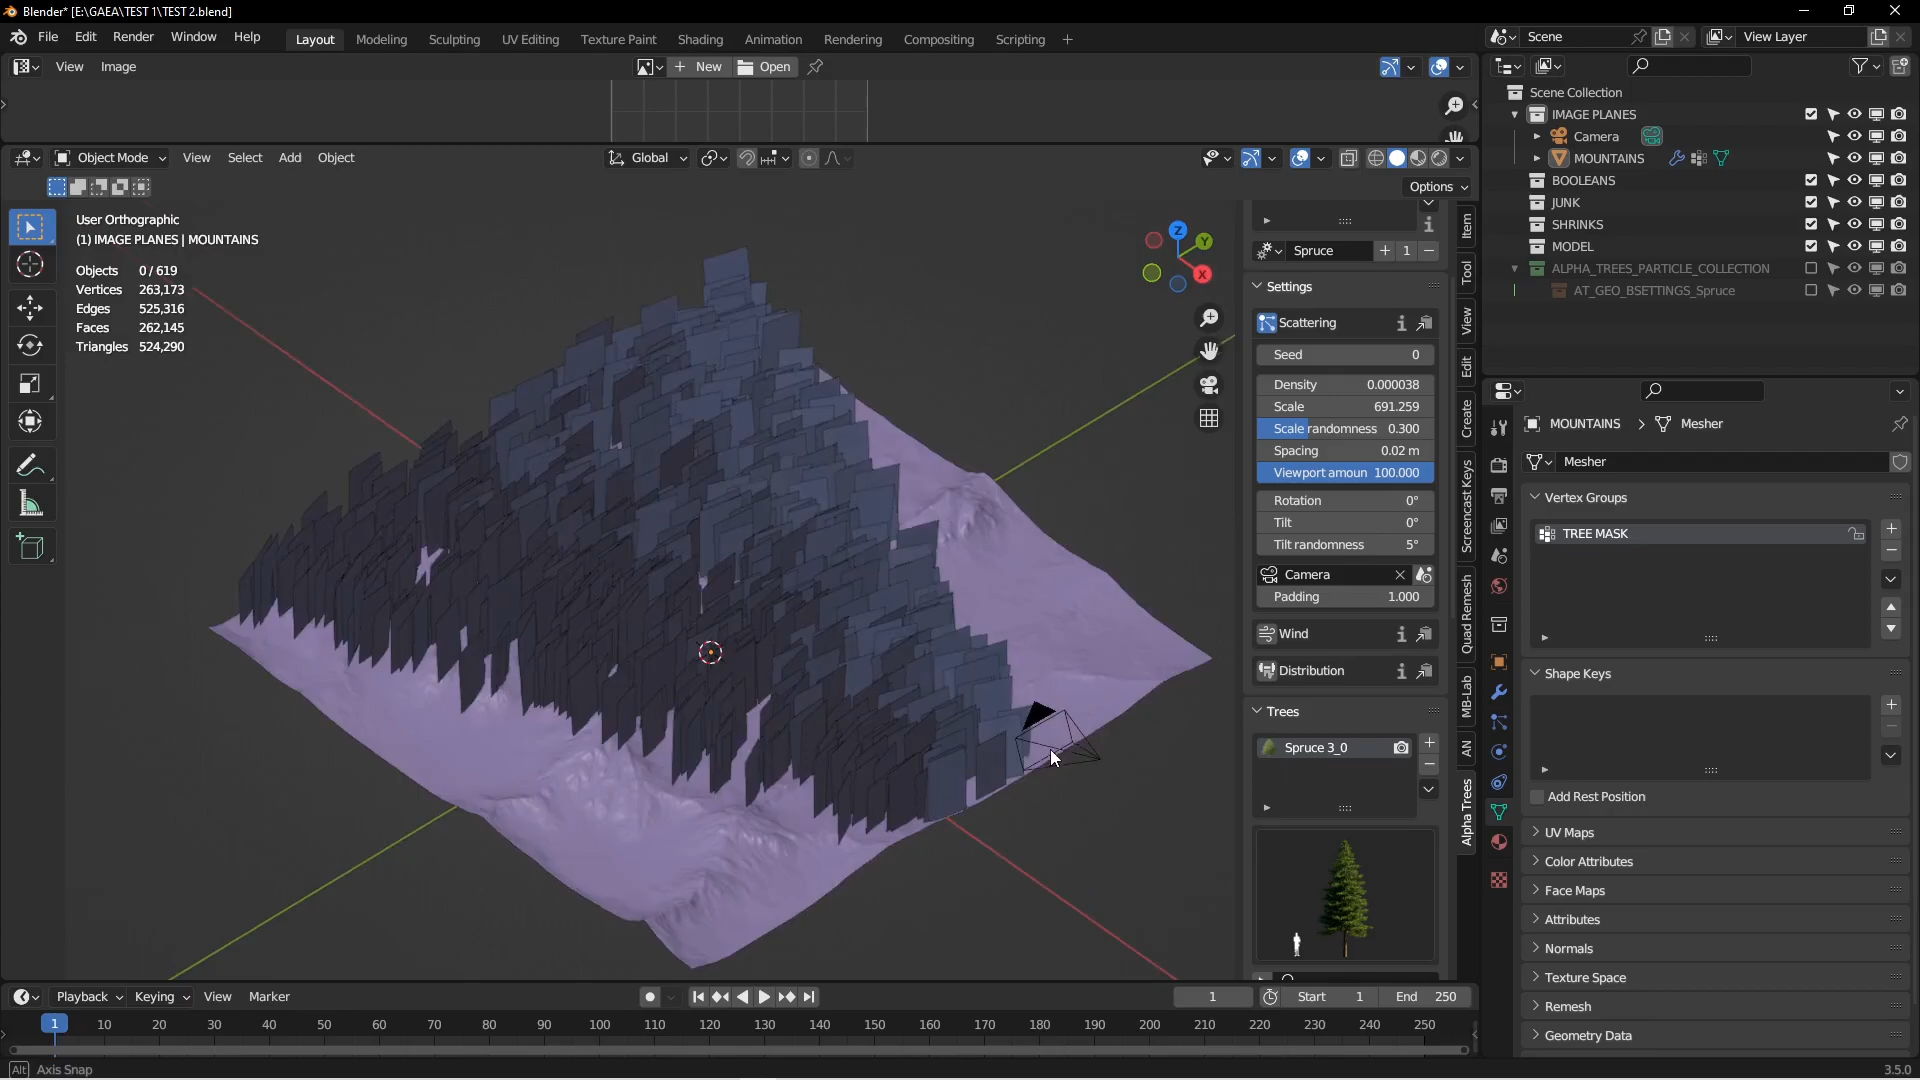 Blender* [E:\GAEA\TEST 1\TEST 2.blend]
File Edit Render Window Help Layout Modeling Sculpting UV Editing Texture Paint Shading Animation Rendering Compositing Scripting + Scene View Layer
View Image New Open
Scene Collection
IMAGE PLANES
Camera
MOUNTAINS
BOOLEANS
JUNK
SHRINKS
MODEL
ALPHA_TREES_PARTICLE_COLLECTION
AT_GEO_BSETTINGS_Spruce
Object Mode View Select Add Object Global
Options
User Orthographic
(1) IMAGE PLANES | MOUNTAINS
Objects 0/619
Vertices 263,173
Edges 525,316
Faces 262,145
Triangles 524,290
Z
Y
X
Spruce + 1 −
Settings
Scattering
Seed 0
Density 0.000038
Scale 691.259
Scale randomness 0.300
Spacing 0.02 m
Viewport amoun 100.000
Rotation 0°
Tilt 0°
Tilt randomness 5°
Camera
Padding 1.000
Wind
Distribution
Trees
Spruce 3_0
Item
Tool
View
Edit
Create
Screencast Keys
Quad Remesh
MB-Lab
AN
Alpha Trees
MOUNTAINS > Mesher
Mesher
Vertex Groups
TREE MASK
Shape Keys
Add Rest Position
UV Maps
Color Attributes
Face Maps
Attributes
Normals
Texture Space
Remesh
Geometry Data
Playback Keying View Marker 1 Start 1 End 250
1 10 20 30 40 50 60 70 80 90 100 110 120 130 140 150 160 170 180 190 200 210 220 230 240 250
Alt Axis Snap
3.5.0